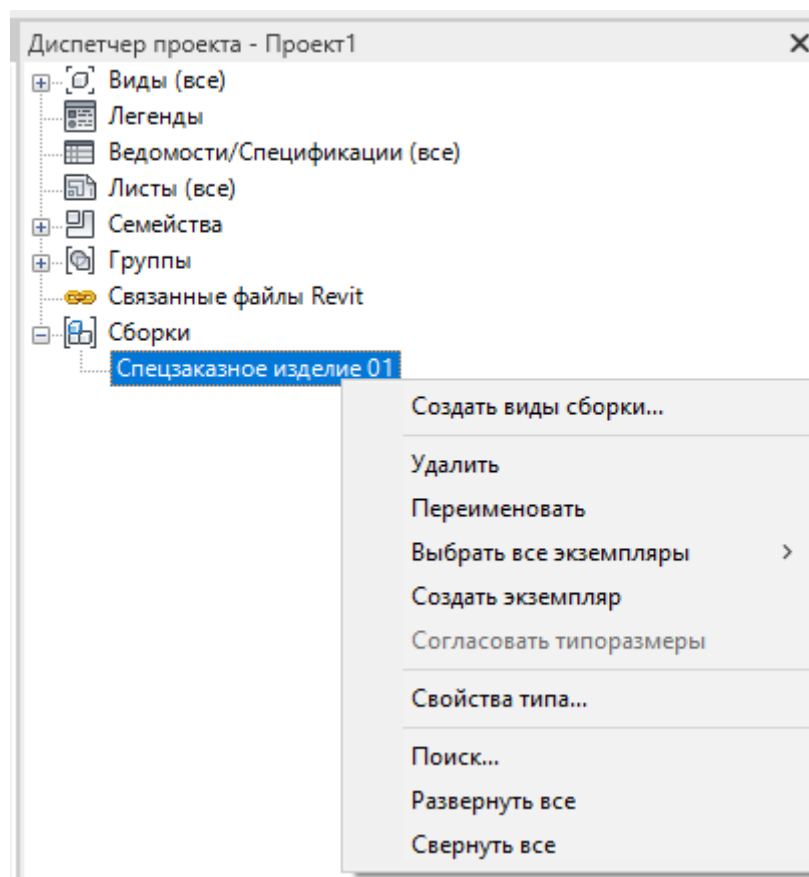 Диспетчер проекта - Проект1
Виды (все)
Легенды
Ведомости/Спецификации (все)
Листы (все)
Семейства
Группы
Связанные файлы Revit
Сборки
Спецзаказное изделие 01
Создать виды сборки...
Удалить
Переименовать
Выбрать все экземпляры
Создать экземпляр
Согласовать типоразмеры
Свойства типа...
Поиск...
Развернуть все
Свернуть все